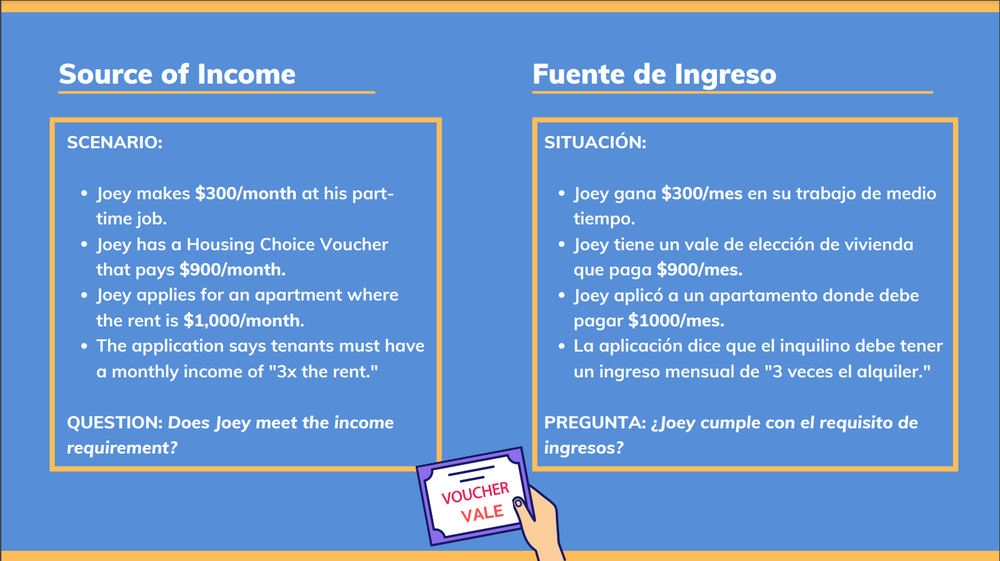 Source of Income
SCENARIO:
• Joey makes $300/month at his part-
time job.
• Joey has a Housing Choice Voucher
that pays $900/month.
• Joey applies for an apartment where
the rent is $1,000/month.
• The application says tenants must have
a monthly income of "3x the rent."
QUESTION: Does Joey meet the income
requirement?
Fuente de Ingreso
SITUACIÓN:
• Joey gana $300/mes en su trabajo de medio
tiempo.
• Joey tiene un vale de elección de vivienda
que paga $900/mes.
• Joey aplicó a un apartamento donde debe
pagar $1000/mes.
• La aplicación dice que el inquilino debe tener
un ingreso mensual de "3 veces el alquiler."
PREGUNTA: ¿Joey cumple con el requisito de
ingresos?
VOUCHER
VALE